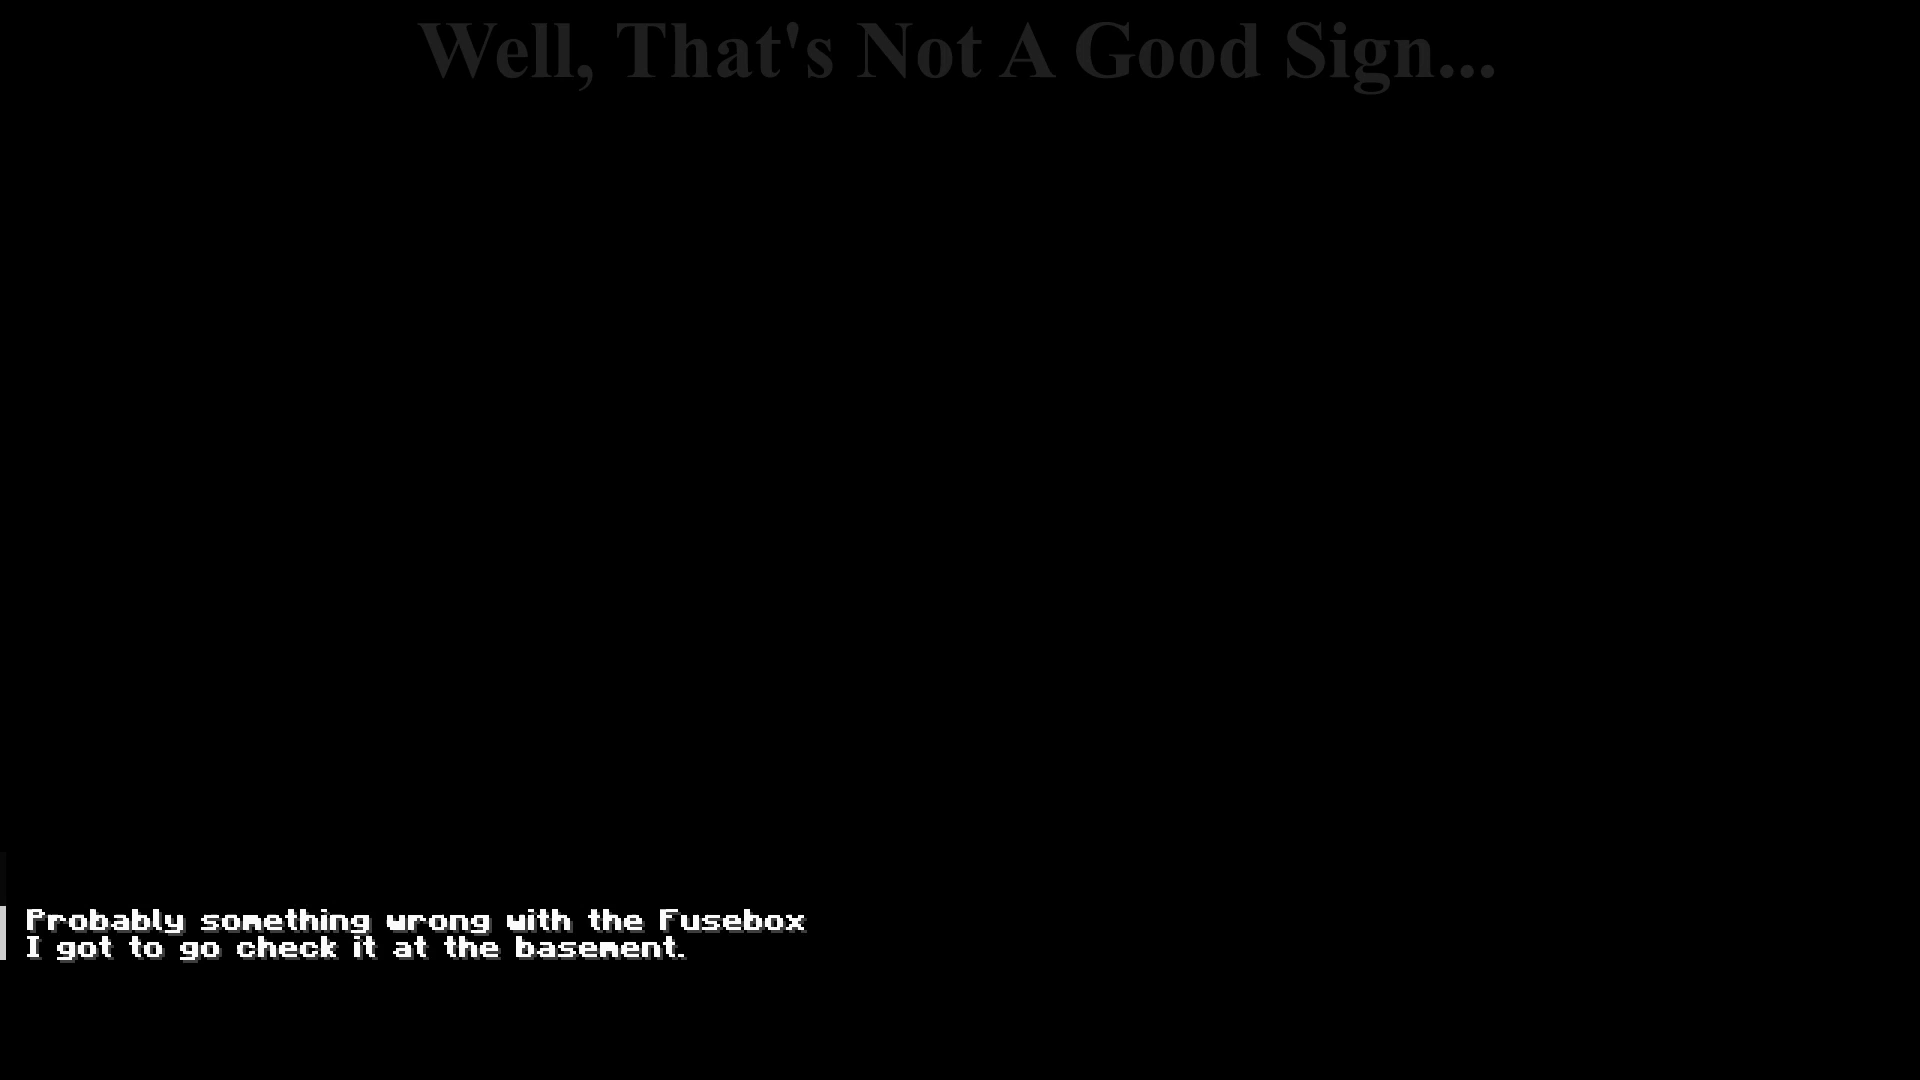 Well, That's Not A Good Sign...
Probably something wrong with the Fusebox
I got to go check it at the basement.